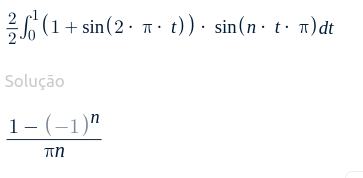 2/2 ∫₀¹ (1 + sin(2 · π · t)) · sin(n · t · π)dt
Solução
(1 − (−1)ⁿ)/(πn)